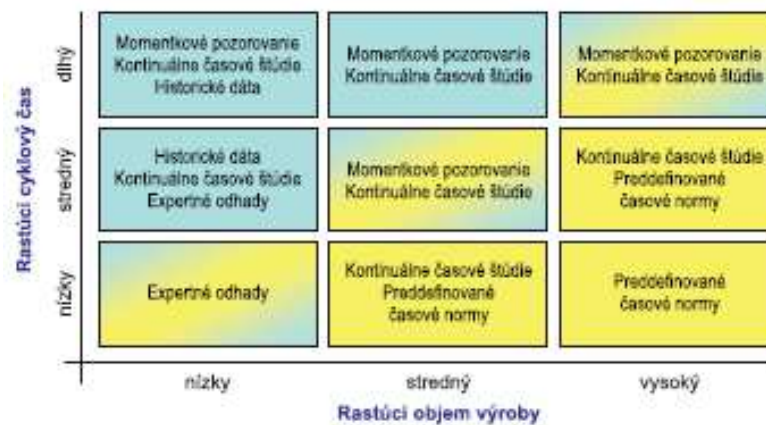 Rastúci cyklový čas
dlhý
Momentkové pozorovanie
Kontinuálne časové štúdie
Historické dáta
Momentkové pozorovanie
Kontinuálne časové štúdie
Momentkové pozorovanie
Kontinuálne časové štúdie
stredný
Historické dáta
Kontinuálne časové štúdie
Expertné odhady
Momentkové pozorovanie
Kontinuálne časové štúdie
Kontinuálne časové štúdie
Preddefinované
časové normy
nízky
Expertné odhady
Kontinuálne časové štúdie
Preddefinované
časové normy
Preddefinované
časové normy
nízky
stredný
vysoký
Rastúci objem výroby